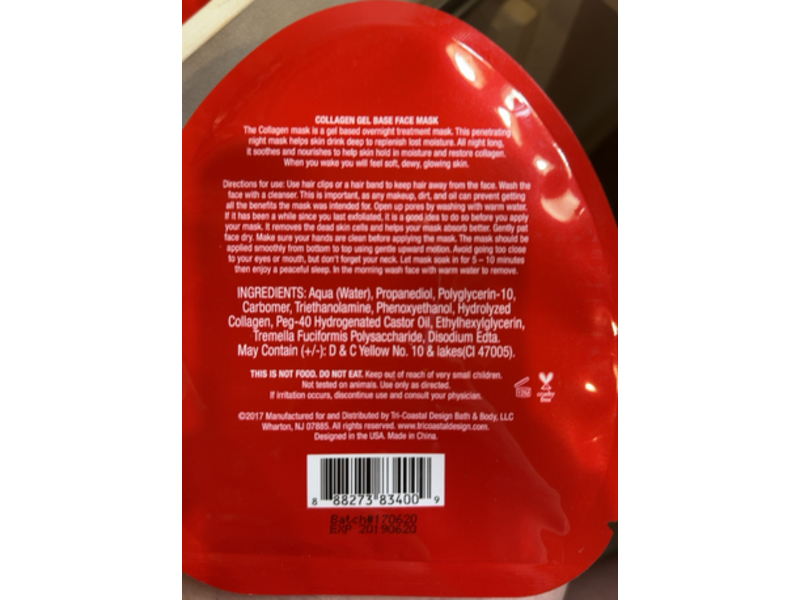 COLLAGEN GEL BASE FACE MASK
The Collagen mask is a gel based overnight treatment mask. This penetrating
night mask helps skin drink deep to replenish lost moisture. All night long,
it soothes and nourishes to help skin hold in moisture and restore collagen.
When you wake you will feel soft, dewy, glowing skin.
Directions for use: Use hair clips or a hair band to keep hair away from the face. Wash the
face with a cleanser. This is important, as any makeup, dirt, and oil can prevent getting
all the benefits the mask was intended for. Open up pores by washing with warm water.
If it has been a while since you last exfoliated, it is a good idea to do so before you apply
your mask. It removes the dead skin cells and helps your mask absorb better. Gently pat
face dry. Make sure your hands are clean before applying the mask. The mask should be
applied smoothly from bottom to top using gentle upward motion. Avoid going too close
to your eyes or mouth, but don't forget your neck. Let mask soak in for 5 – 10 minutes
then enjoy a peaceful sleep. In the morning wash face with warm water to remove.
INGREDIENTS: Aqua (Water), Propanediol, Polyglycerin-10,
Carbomer, Triethanolamine, Phenoxyethanol, Hydrolyzed
Collagen, Peg-40 Hydrogenated Castor Oil, Ethylhexylglycerin,
Tremella Fuciformis Polysaccharide, Disodium Edta.
May Contain (+/-): D & C Yellow No. 10 & lakes(CI 47005).
THIS IS NOT FOOD. DO NOT EAT. Keep out of reach of very small children.
Not tested on animals. Use only as directed.
If irritation occurs, discontinue use and consult your physician.
12M
cruelty
free
©2017 Manufactured for and Distributed by Tri-Coastal Design Bath & Body, LLC
Wharton, NJ 07885. All rights reserved. www.tricoastaldesign.com.
Designed in the USA. Made in China.
8 88273 83400 9
Batch#170620
EXP 20190620